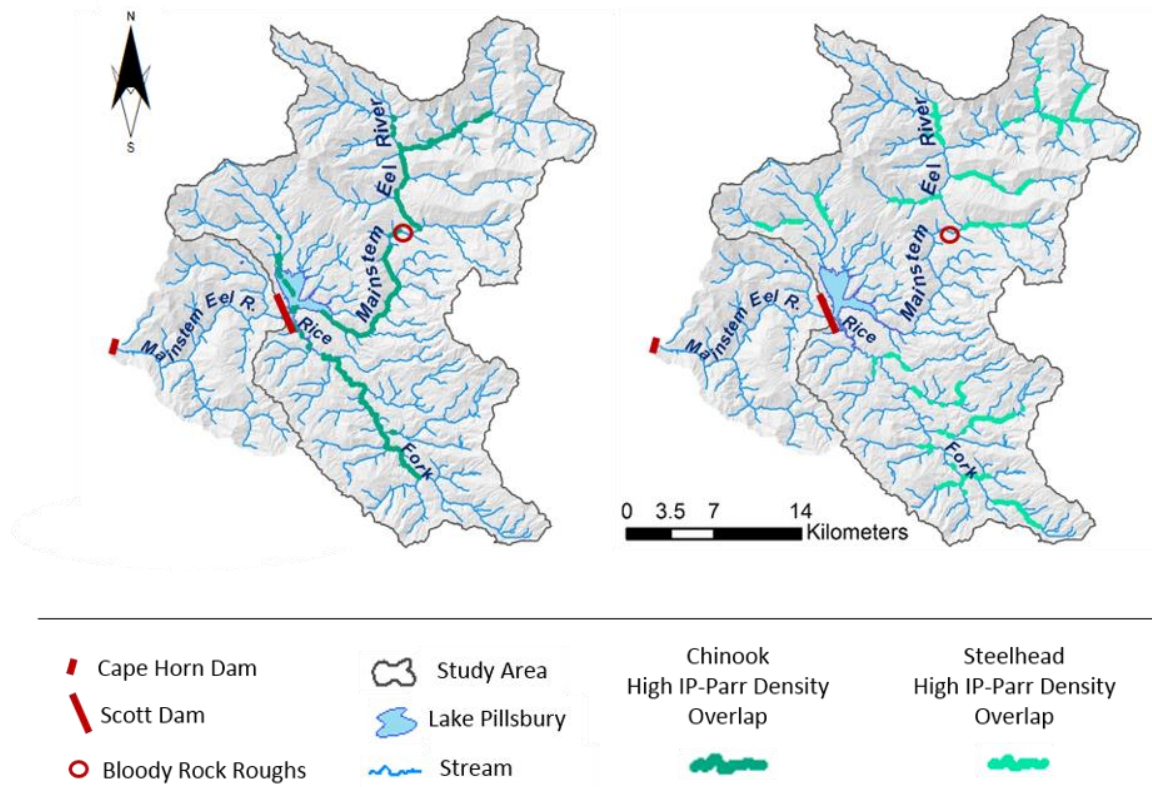 N
S
Eel River
Mainstem
Mainstem Eel R.
Rice
Fork
Eel River
Mainstem
Mainstem Eel R.
Rice
Fork
0 3.5 7 14
Kilometers
Cape Horn Dam
Scott Dam
Bloody Rock Roughs
Study Area
Lake Pillsbury
Stream
Chinook
High IP-Parr Density
Overlap
Steelhead
High IP-Parr Density
Overlap